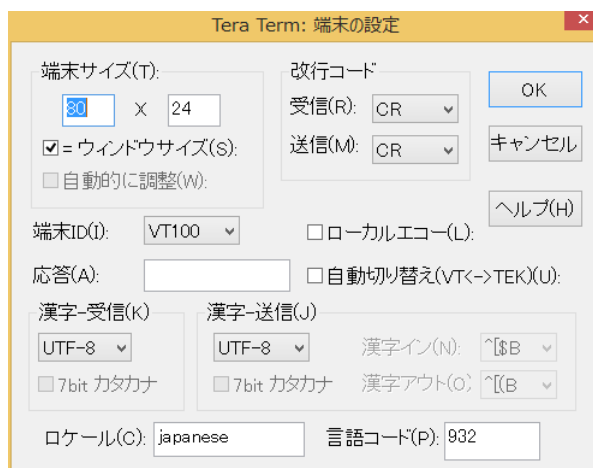 Tera Term: 端末の設定
端末サイズ(T):
80 X 24
= ウィンドウサイズ(S):
自動的に調整(W):
改行コード
受信(R): CR
送信(M): CR
OK
キャンセル
ヘルプ(H)
端末ID(I): VT100
ローカルエコー(L):
応答(A):
自動切り替え(VT<->TEK)(U):
漢字-受信(K)
UTF-8
7bit カタカナ
漢字-送信(J)
UTF-8
7bit カタカナ
漢字イン(N): ^[$B
漢字アウト(O) ^[(B
ロケール(C): japanese
言語コード(P): 932